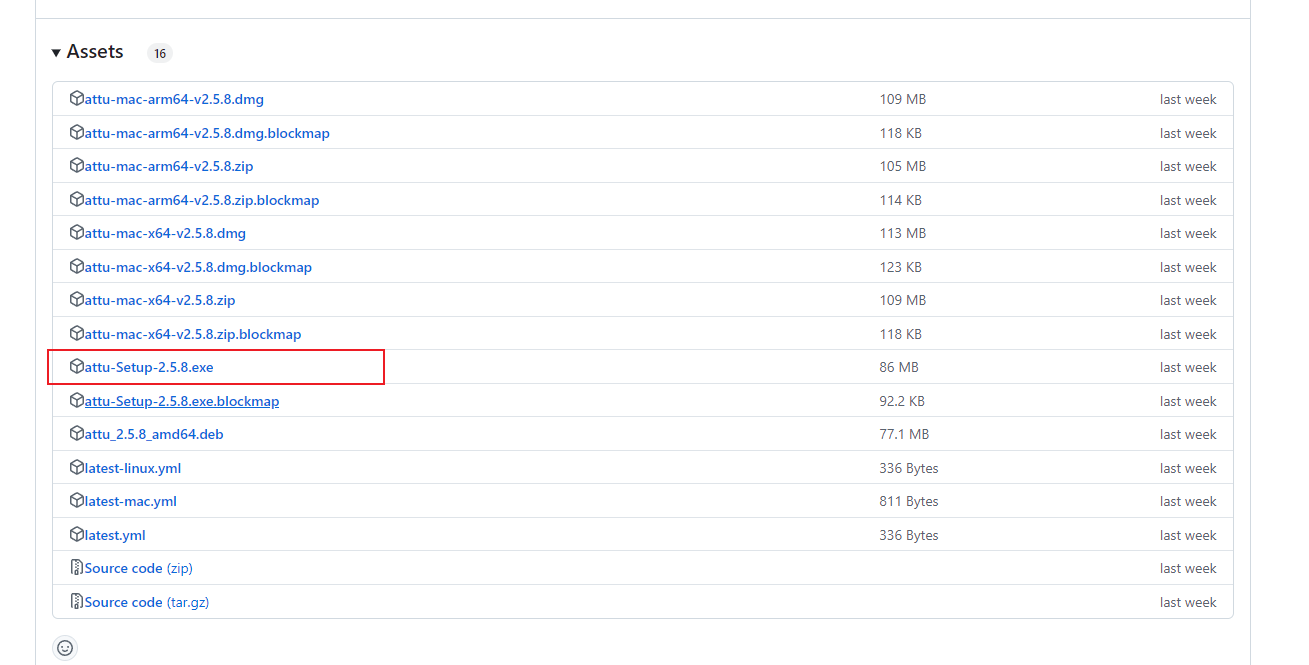 Assets 16
attu-mac-arm64-v2.5.8.dmg 109 MB last week
attu-mac-arm64-v2.5.8.dmg.blockmap 118 KB last week
attu-mac-arm64-v2.5.8.zip 105 MB last week
attu-mac-arm64-v2.5.8.zip.blockmap 114 KB last week
attu-mac-x64-v2.5.8.dmg 113 MB last week
attu-mac-x64-v2.5.8.dmg.blockmap 123 KB last week
attu-mac-x64-v2.5.8.zip 109 MB last week
attu-mac-x64-v2.5.8.zip.blockmap 118 KB last week
attu-Setup-2.5.8.exe 86 MB last week
attu-Setup-2.5.8.exe.blockmap 92.2 KB last week
attu_2.5.8_amd64.deb 77.1 MB last week
latest-linux.yml 336 Bytes last week
latest-mac.yml 811 Bytes last week
latest.yml 336 Bytes last week
Source code (zip) last week
Source code (tar.gz) last week